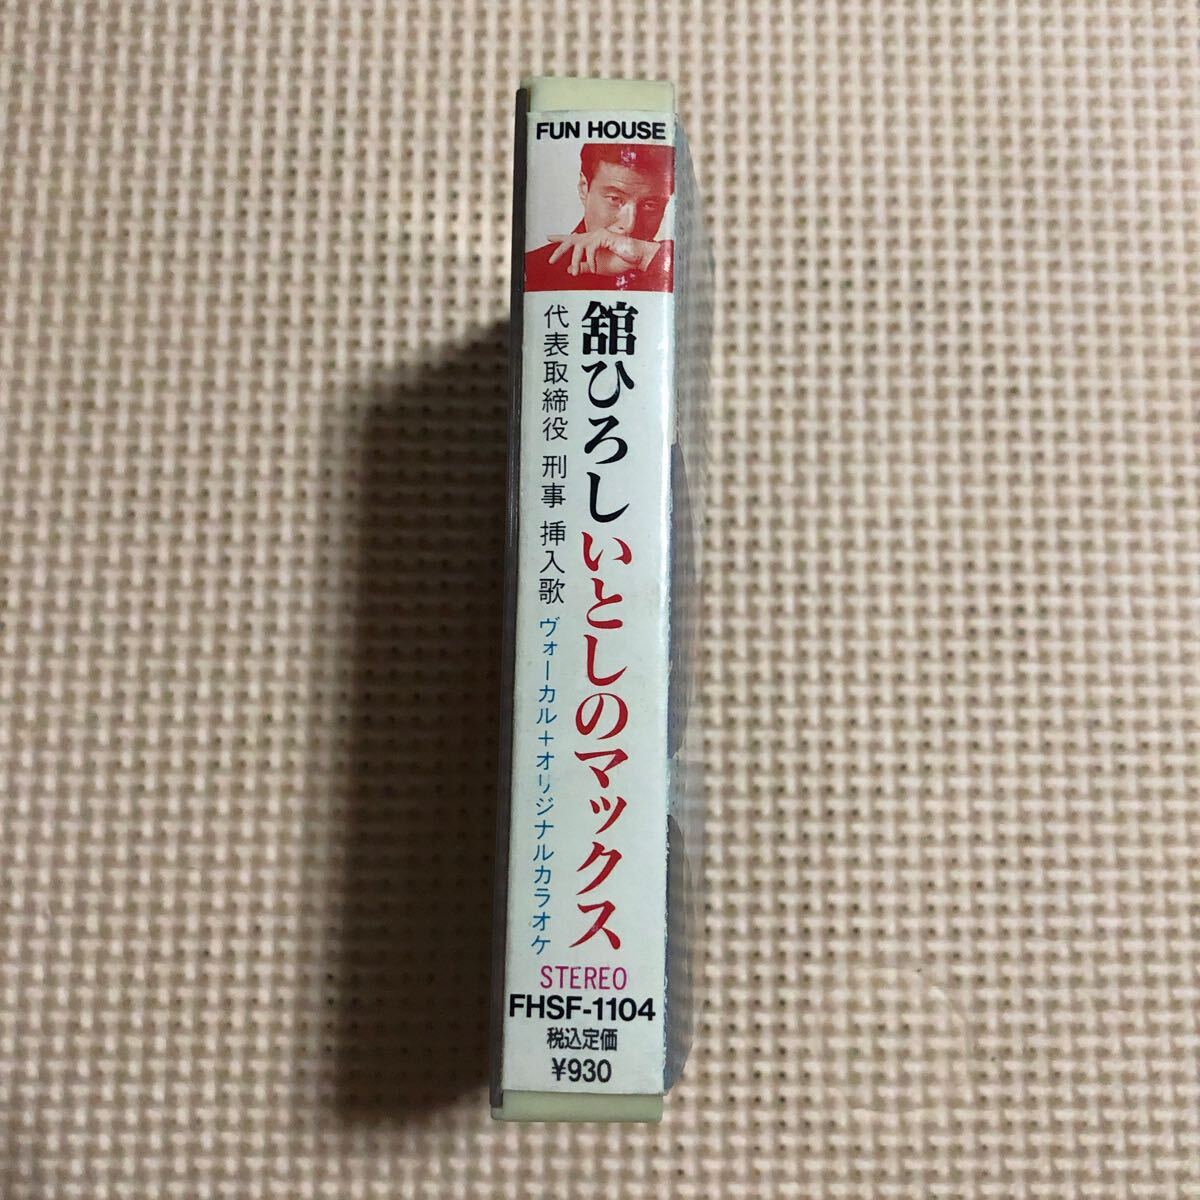 FUN HOUSE
舘ひろし いとしのマックス
代表取締役 刑事 挿入歌 ヴォーカル+オリジナルカラオケ
STEREO
FHSF-1104
税込定価
¥930